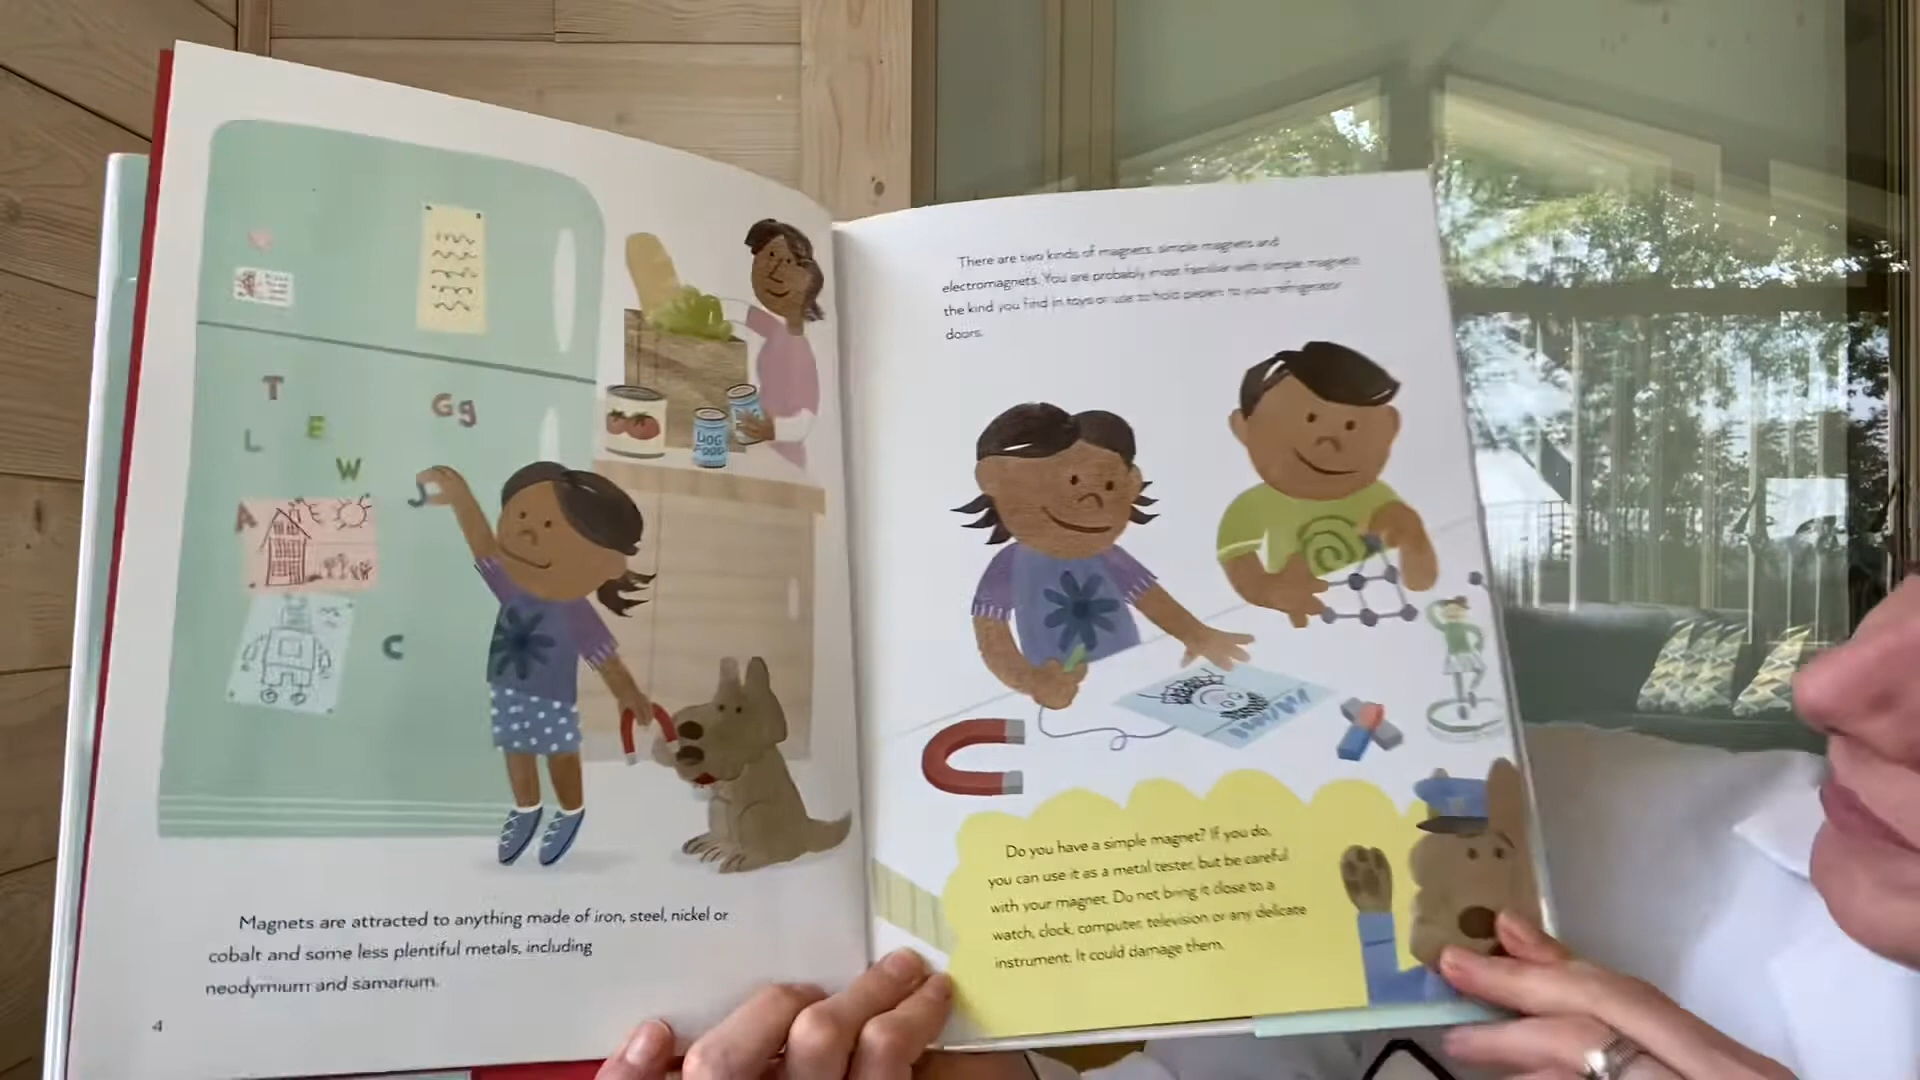 T
Gg
E
L
W
A
E
C
DOG
FOOD
Magnets are attracted to anything made of iron, steel, nickel or
cobalt and some less plentiful metals, including
neodymium and samarium.
4
There are two kinds of magnets, simple magnets and
electromagnets. You are probably most familiar with simple magnets
the kind you find in toys or use to hold papers to your refrigerator
doors.
Do you have a simple magnet? If you do,
you can use it as a metal tester, but be careful
with your magnet. Do not bring it close to a
watch, clock, computer, television or any delicate
instrument. It could damage them.